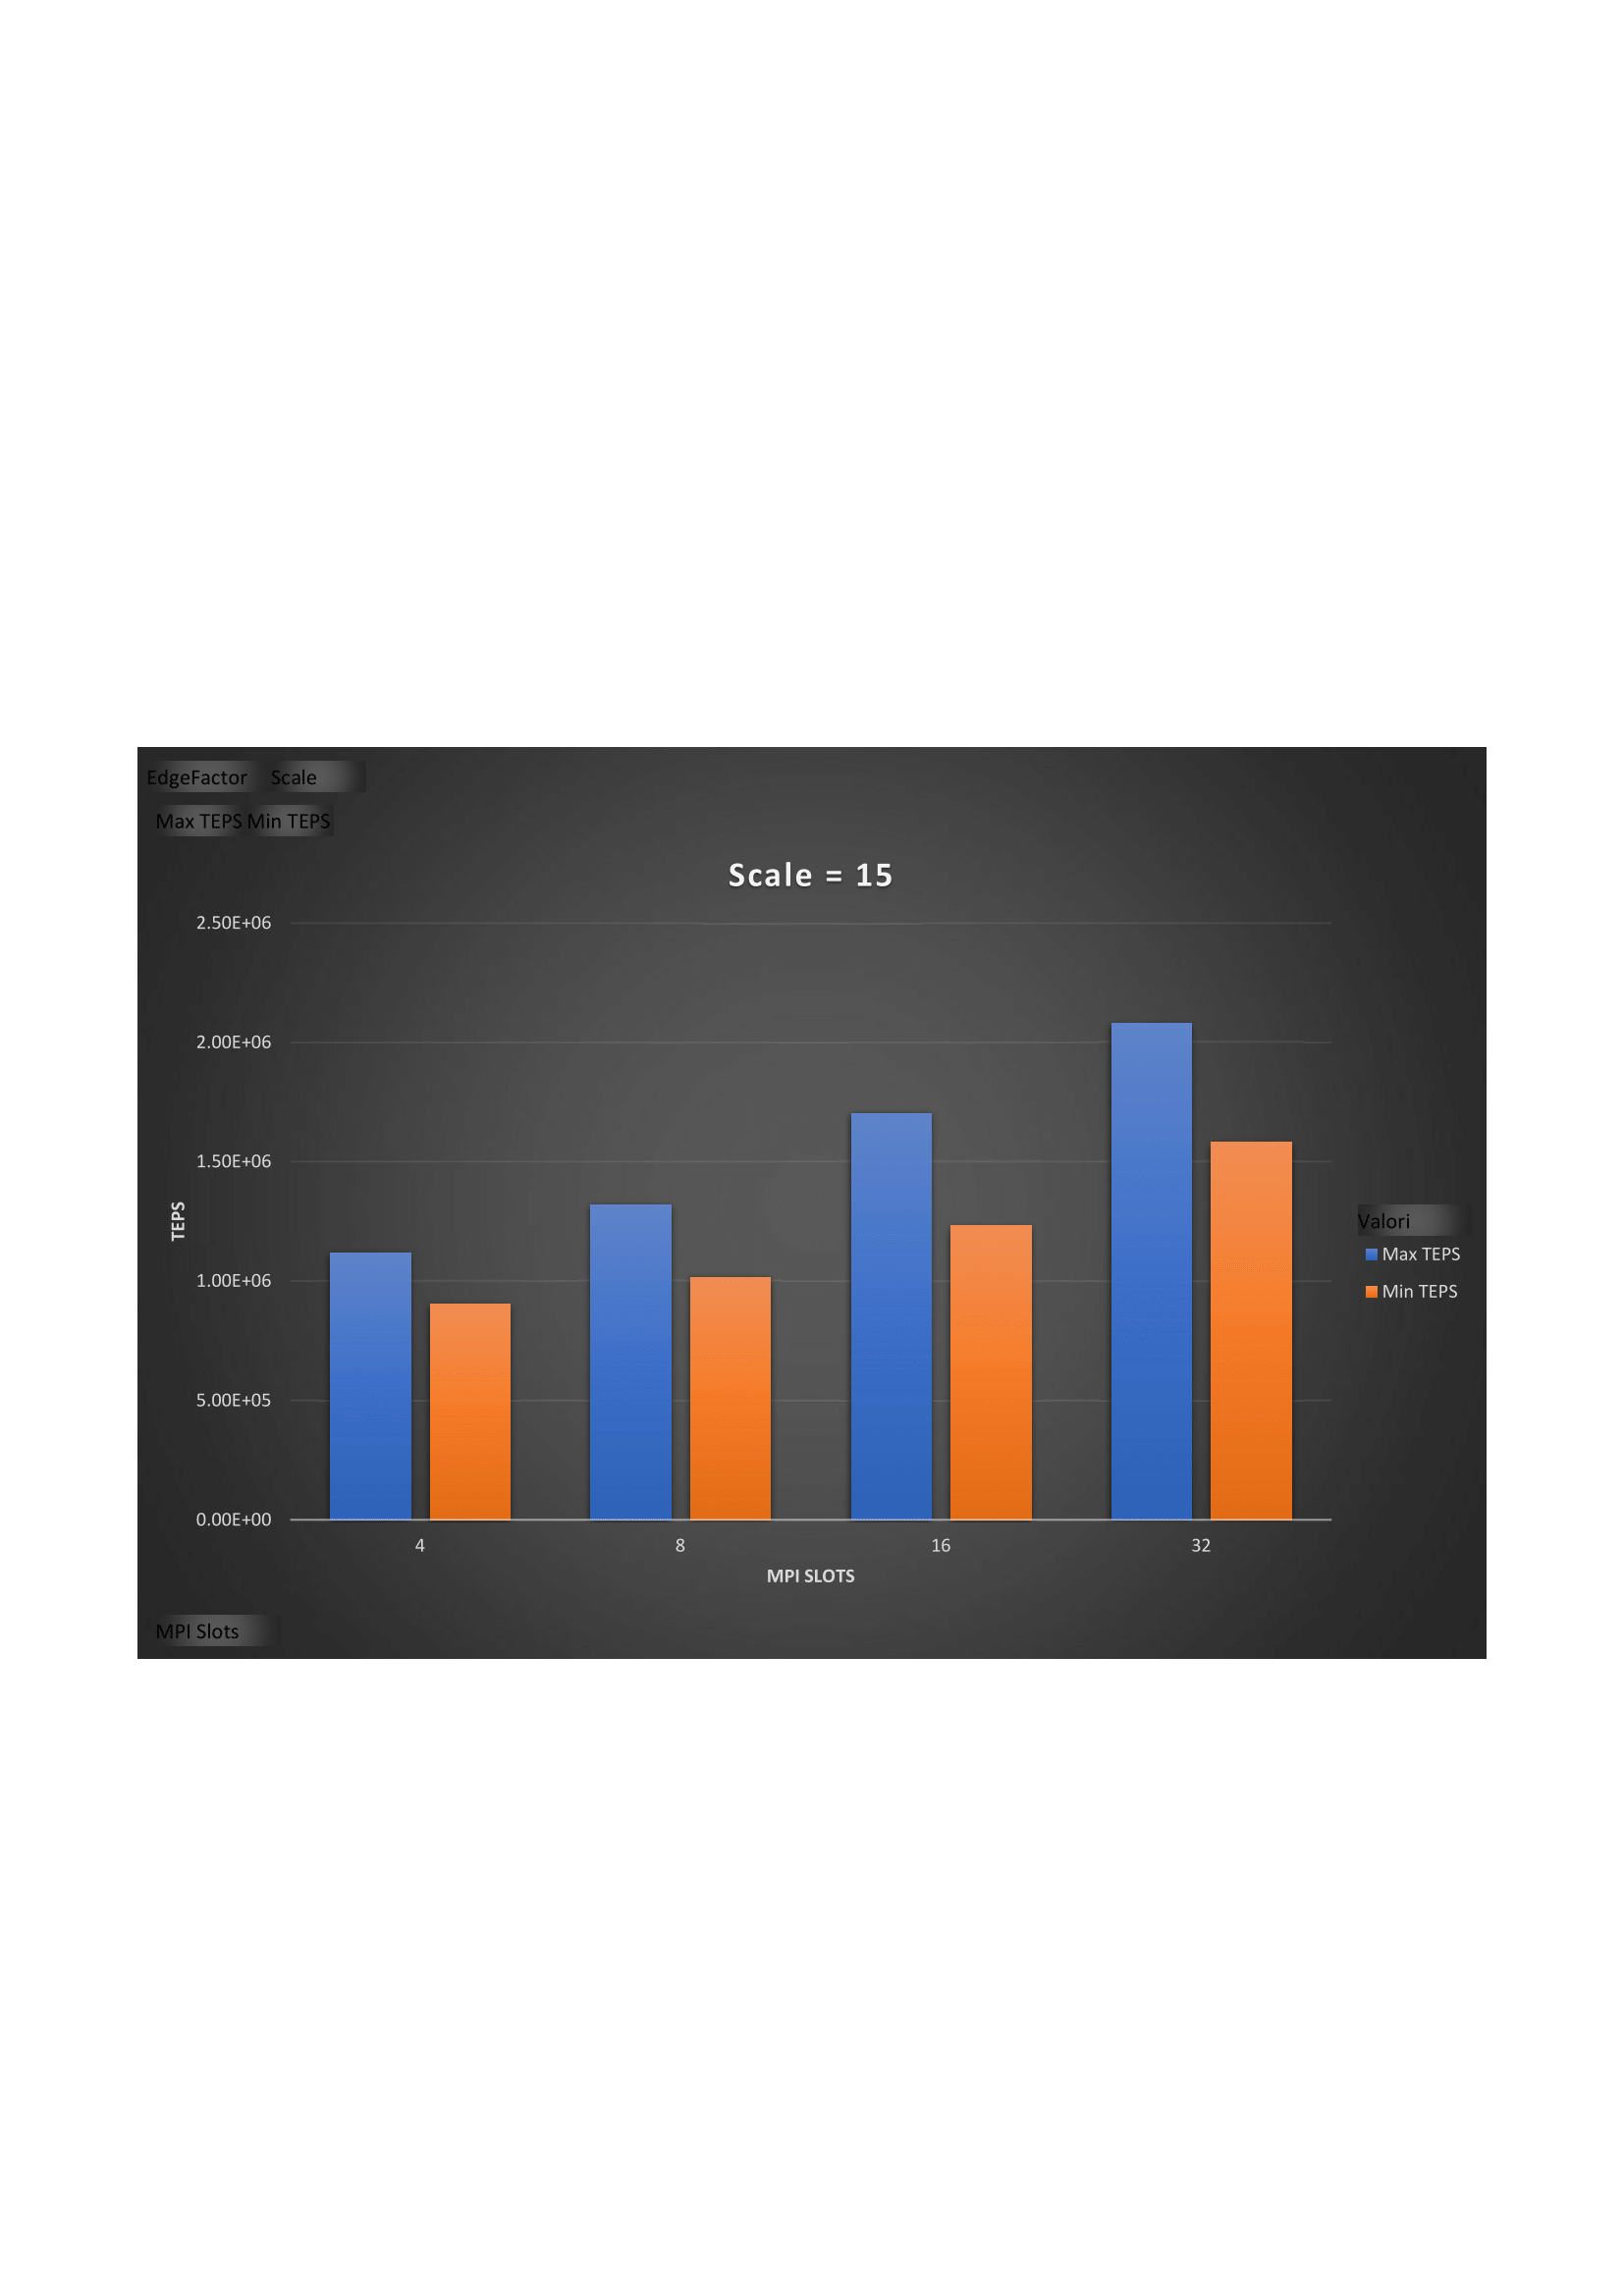 EdgeFactor Scale
Max TEPS Min TEPS
Scale = 15
2.50E+06
2.00E+06
1.50E+06
1.00E+06
5.00E+05
0.00E+00
TEPS
4 8 16 32
MPI SLOTS
Valori
Max TEPS
Min TEPS
MPI Slots